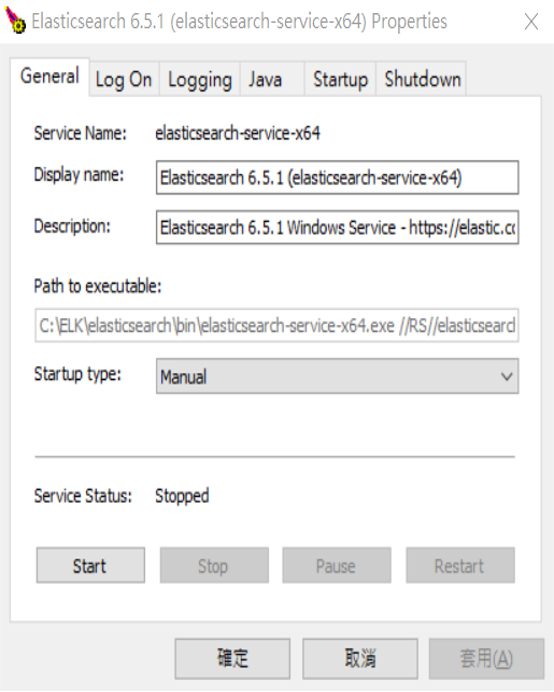 Elasticsearch 6.5.1 (elasticsearch-service-x64) Properties
General Log On Logging Java Startup Shutdown
Service Name: elasticsearch-service-x64
Display name: Elasticsearch 6.5.1 (elasticsearch-service-x64)
Description: Elasticsearch 6.5.1 Windows Service - https://elastic.co
Path to executable:
C:\ELK\elasticsearch\bin\elasticsearch-service-x64.exe //RS//elasticsearch
Startup type: Manual
Service Status: Stopped
Start Stop Pause Restart
確定 取消 套用(A)